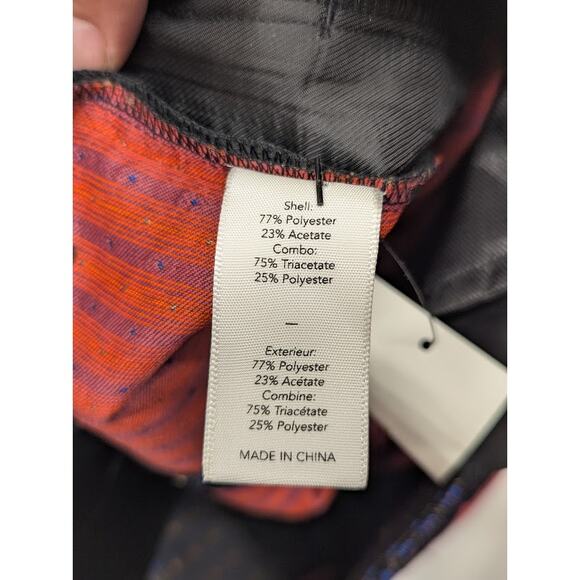 Shell:
77% Polyester
23% Acetate
Combo:
75% Triacetate
25% Polyester
—
Exterieur:
77% Polyester
23% Acétate
Combine:
75% Triacétate
25% Polyester
MADE IN CHINA